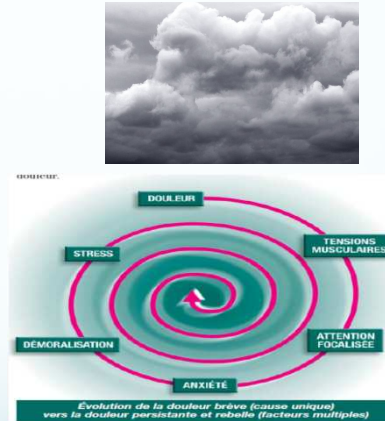 douleur.
DOULEUR
TENSIONS
MUSCULAIRES
STRESS
ATTENTION
FOCALISÉE
DÉMORALISATION
ANXIÉTÉ
Évolution de la douleur brève (cause unique)
vers la douleur persistante et rebelle (facteurs multiples)